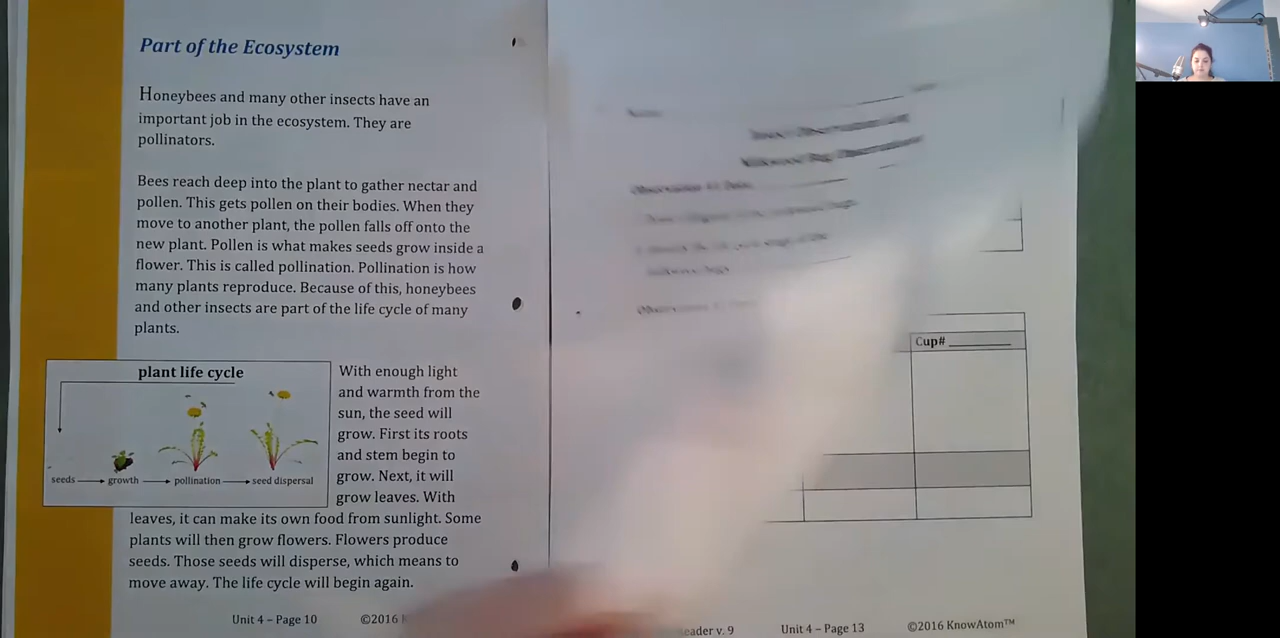 Part of the Ecosystem
Honeybees and many other insects have an
important job in the ecosystem. They are
pollinators.
Bees reach deep into the plant to gather nectar and
pollen. This gets pollen on their bodies. When they
move to another plant, the pollen falls off onto the
new plant. Pollen is what makes seeds grow inside a
flower. This is called pollination. Pollination is how
many plants reproduce. Because of this, honeybees
and other insects are part of the life cycle of many
plants.
plant life cycle
seeds growth pollination seed dispersal
With enough light
and warmth from the
sun, the seed will
grow. First its roots
and stem begin to
grow. Next, it will
grow leaves. With
leaves, it can make its own food from sunlight. Some
plants will then grow flowers. Flowers produce
seeds. Those seeds will disperse, which means to
move away. The life cycle will begin again.
Unit 4 – Page 10 ©2016
Milkweed Bug Observations
Cup#
eader v. 9 Unit 4 – Page 13 ©2016 KnowAtom™